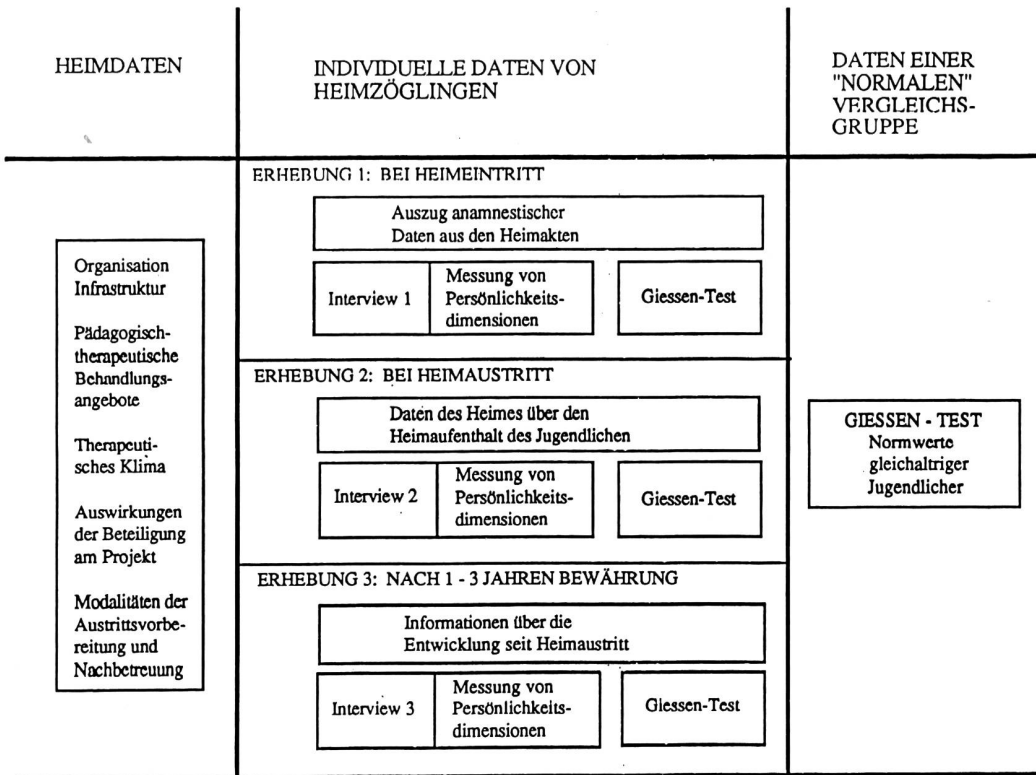 HEIMDATEN
INDIVIDUELLE DATEN VON
HEIMZÖGLINGEN
DATEN EINER
"NORMALEN"
VERGLEICHS-
GRUPPE
Organisation
Infrastruktur
Pädagogisch-
therapeutische
Behandlungs-
angebote
Therapeuti-
sches Klima
Auswirkungen
der Beteiligung
am Projekt
Modalitäten der
Austrittsvorbe-
reitung und
Nachbetreuung
ERHEBUNG 1: BEI HEIMEINTRITT
Auszug anamnestischer
Daten aus den Heimakten
Interview 1
Messung von
Persönlichkeits-
dimensionen
Giessen-Test
ERHEBUNG 2: BEI HEIMAUSTRITT
Daten des Heimes über den
Heimaufenthalt des Jugendlichen
Interview 2
Messung von
Persönlichkeits-
dimensionen
Giessen-Test
ERHEBUNG 3: NACH 1 - 3 JAHREN BEWÄHRUNG
Informationen über die
Entwicklung seit Heimaustritt
Interview 3
Messung von
Persönlichkeits-
dimensionen
Giessen-Test
GIESSEN - TEST
Normwerte
gleichaltriger
Jugendlicher